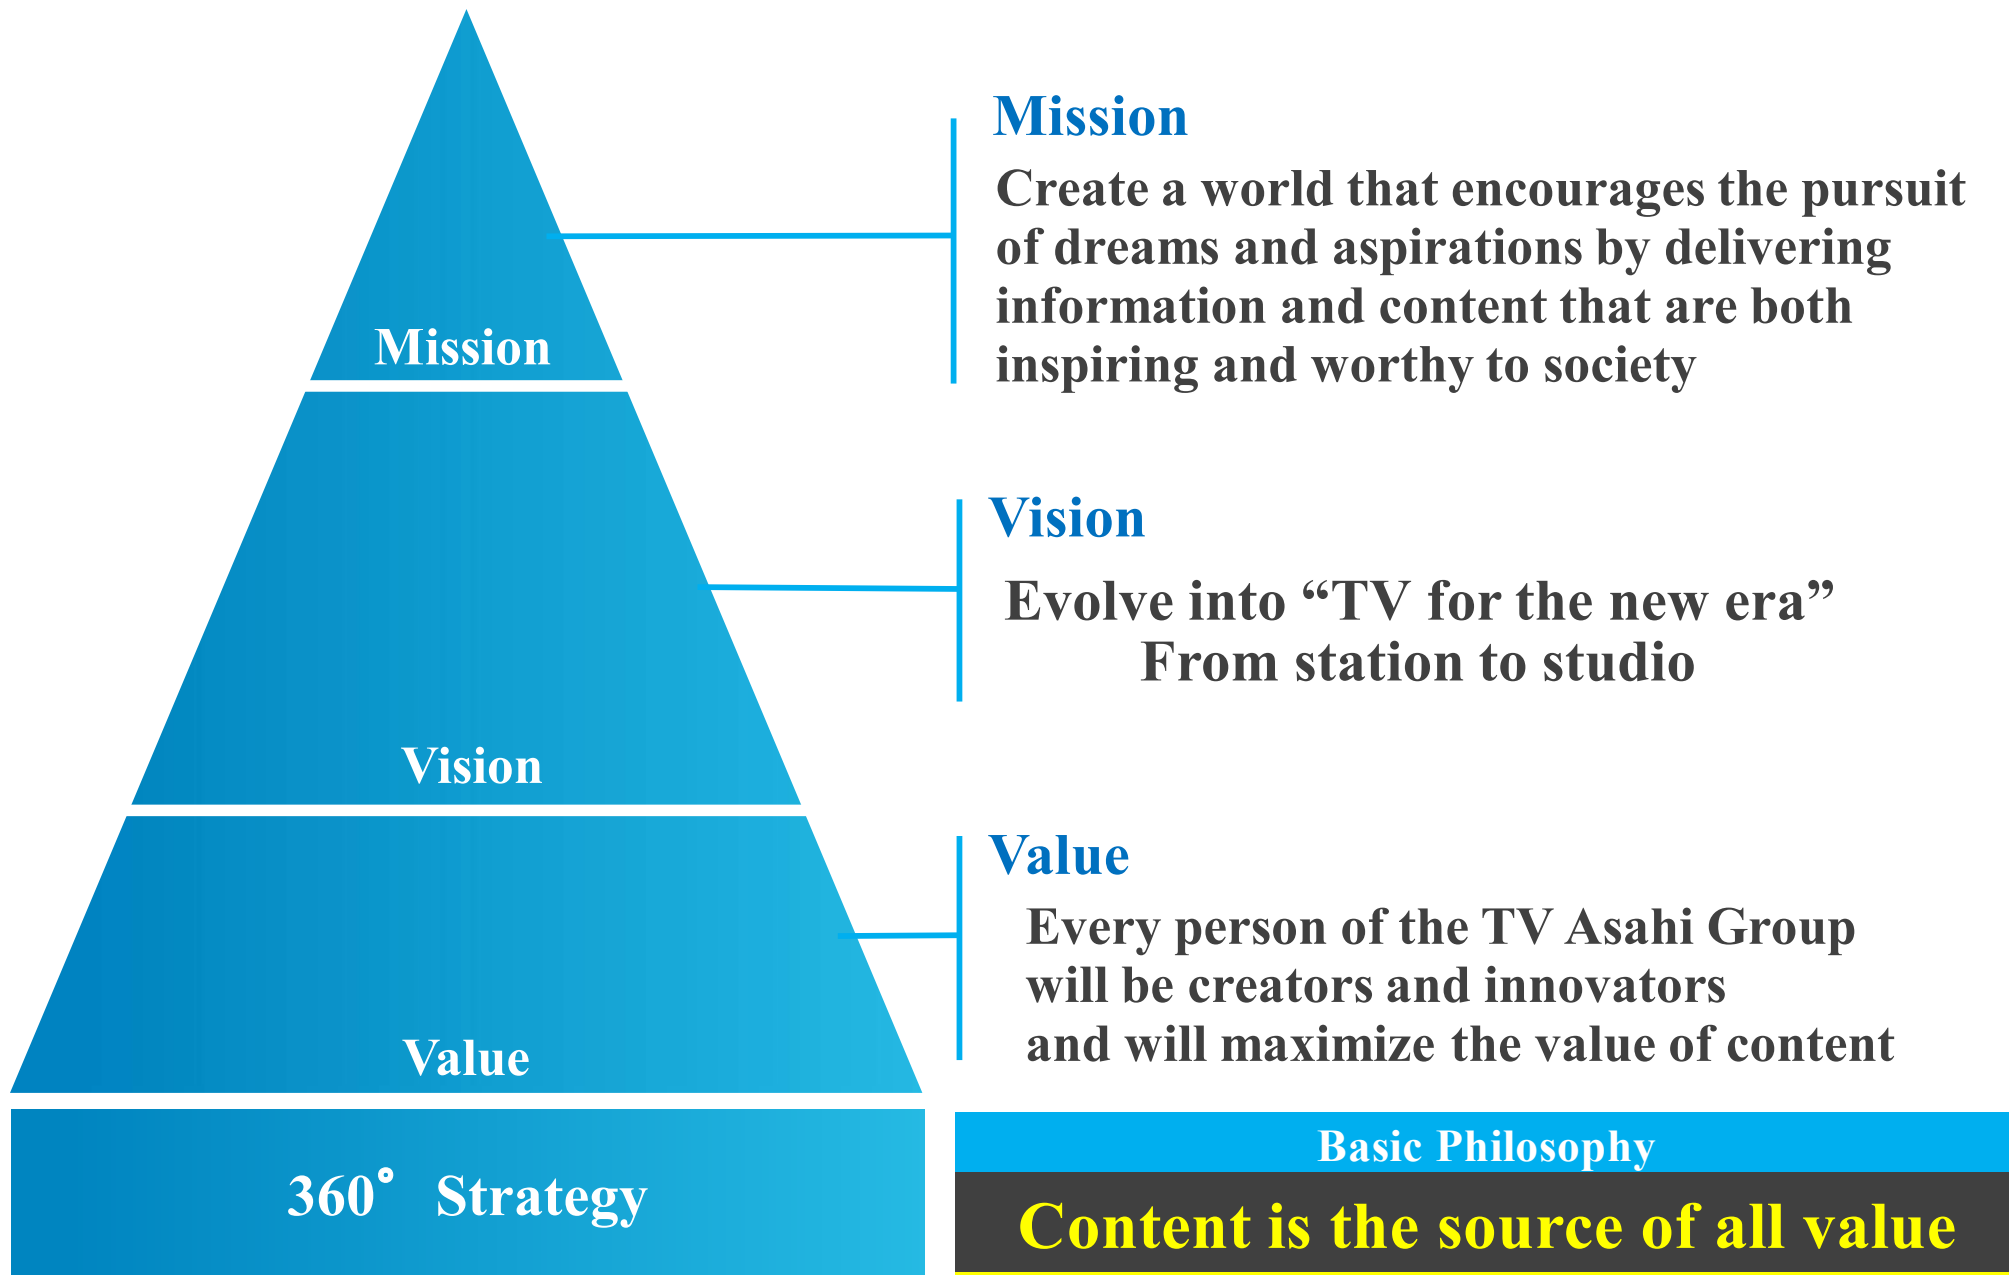 Mission
Create a world that encourages the pursuit
of dreams and aspirations by delivering
information and content that are both
inspiring and worthy to society
Mission
Vision
Evolve into “TV for the new era”
From station to studio
Vision
Value
Every person of the TV Asahi Group
will be creators and innovators
and will maximize the value of content
Value
360° Strategy
Basic Philosophy
Content is the source of all value